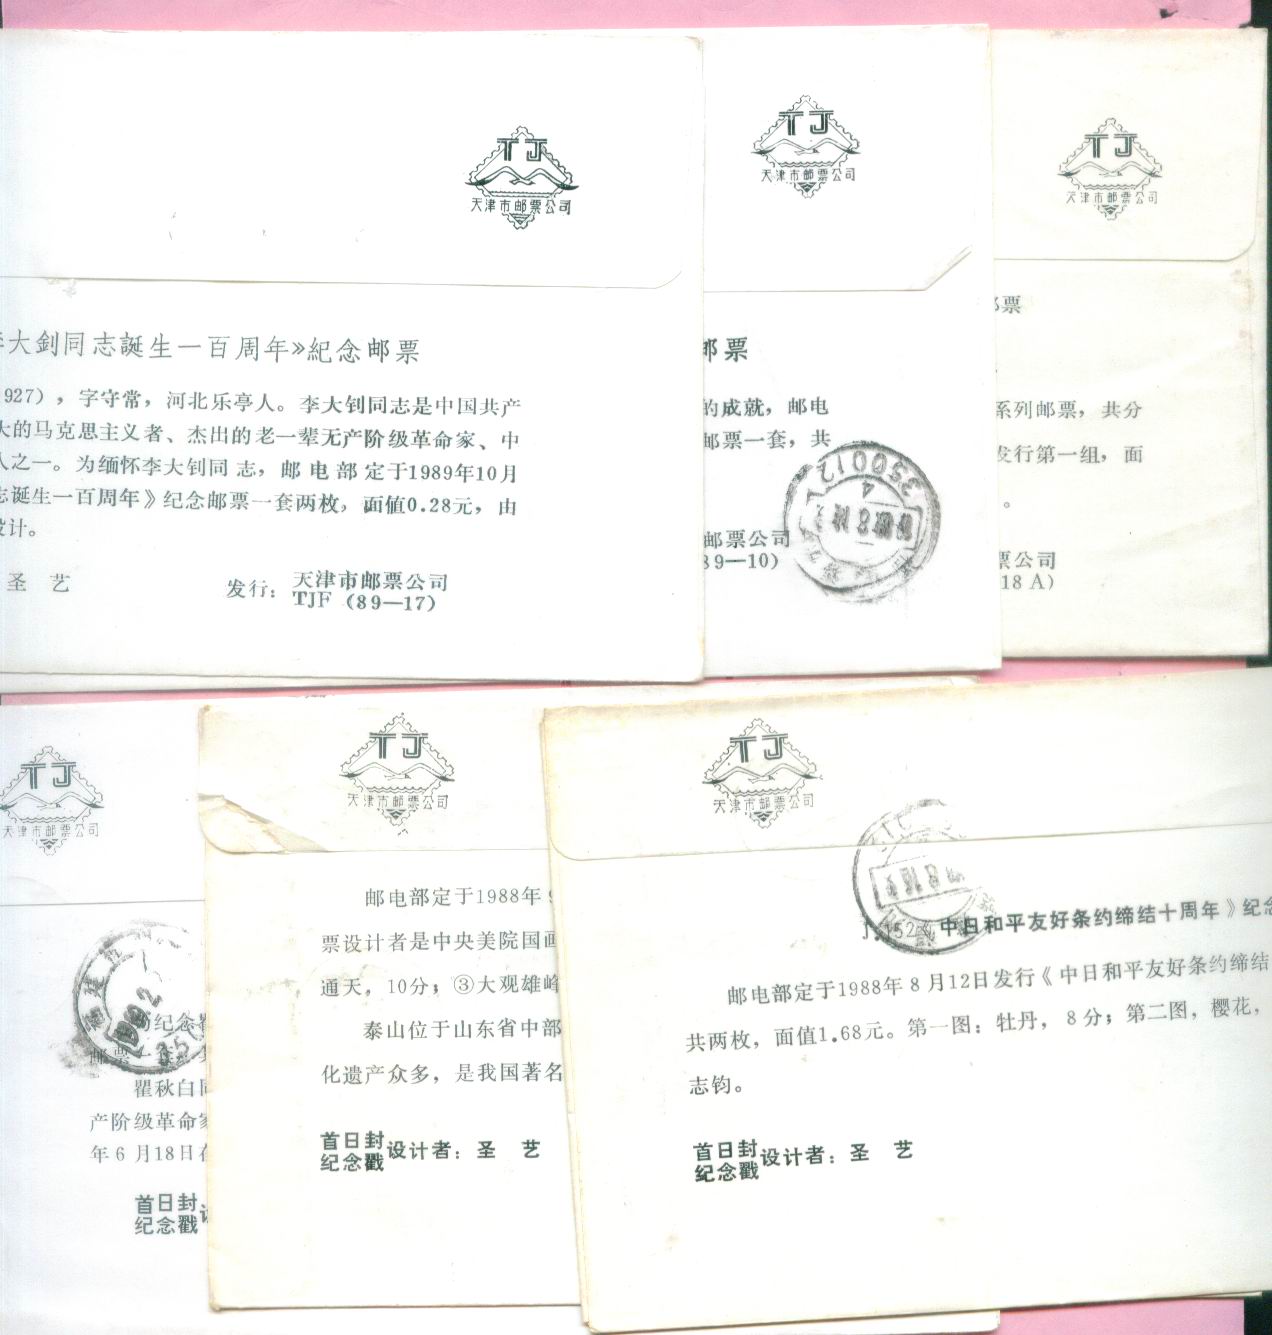 TJ
天津市邮票公司
李大釗同志誕生一百周年》紀念邮票
927），字守常，河北乐亭人。李大钊同志是中国共产
大的马克思主义者、杰出的老一辈无产阶级革命家、中
人之一。为缅怀李大钊同志，邮电部定于1989年10月
志诞生一百周年》纪念邮票一套两枚，面值0.28元，由
设计。
圣 艺
发行：天津市邮票公司
TJF（89—17）
TJ
天津市邮票公司
邮票
的成就，邮电
邮票一套，共
邮票公司
89—10)
350012
TJ
天津市邮票公司
邮票
系列邮票，共分
发行第一组，面
。
票公司
18 A）
TJ
天津市邮票公司
纪念
邮票一套
瞿秋白同
产阶级革命家
年6月18日在
首日封
纪念戳
TJ
天津市邮票公司
邮电部定于1988年9
票设计者是中央美院国画
通天，10分；③大观雄峰
泰山位于山东省中部
化遗产众多，是我国著名
首日封
纪念戳设计者：圣 艺
TJ
天津市邮票公司
J.152《中日和平友好条约缔结十周年》纪念
邮电部定于1988年8月12日发行《中日和平友好条约缔结
共两枚，面值1.68元。第一图：牡丹，8分；第二图，樱花，
志钧。
首日封
纪念戳设计者：圣 艺